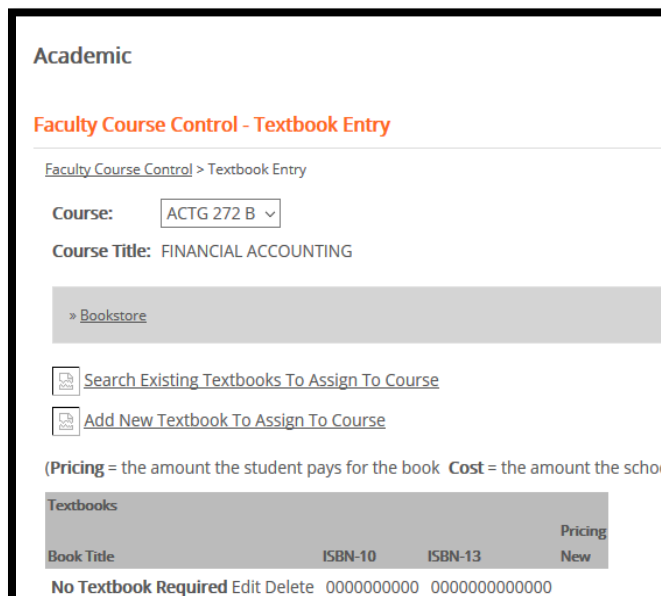 Academic
Faculty Course Control - Textbook Entry
Faculty Course Control > Textbook Entry
Course: ACTG 272 B
Course Title: FINANCIAL ACCOUNTING
» Bookstore
Search Existing Textbooks To Assign To Course
Add New Textbook To Assign To Course
(Pricing = the amount the student pays for the book Cost = the amount the
Textbooks
Pricing
Book Title ISBN-10 ISBN-13 New
No Textbook Required Edit Delete 0000000000 0000000000000